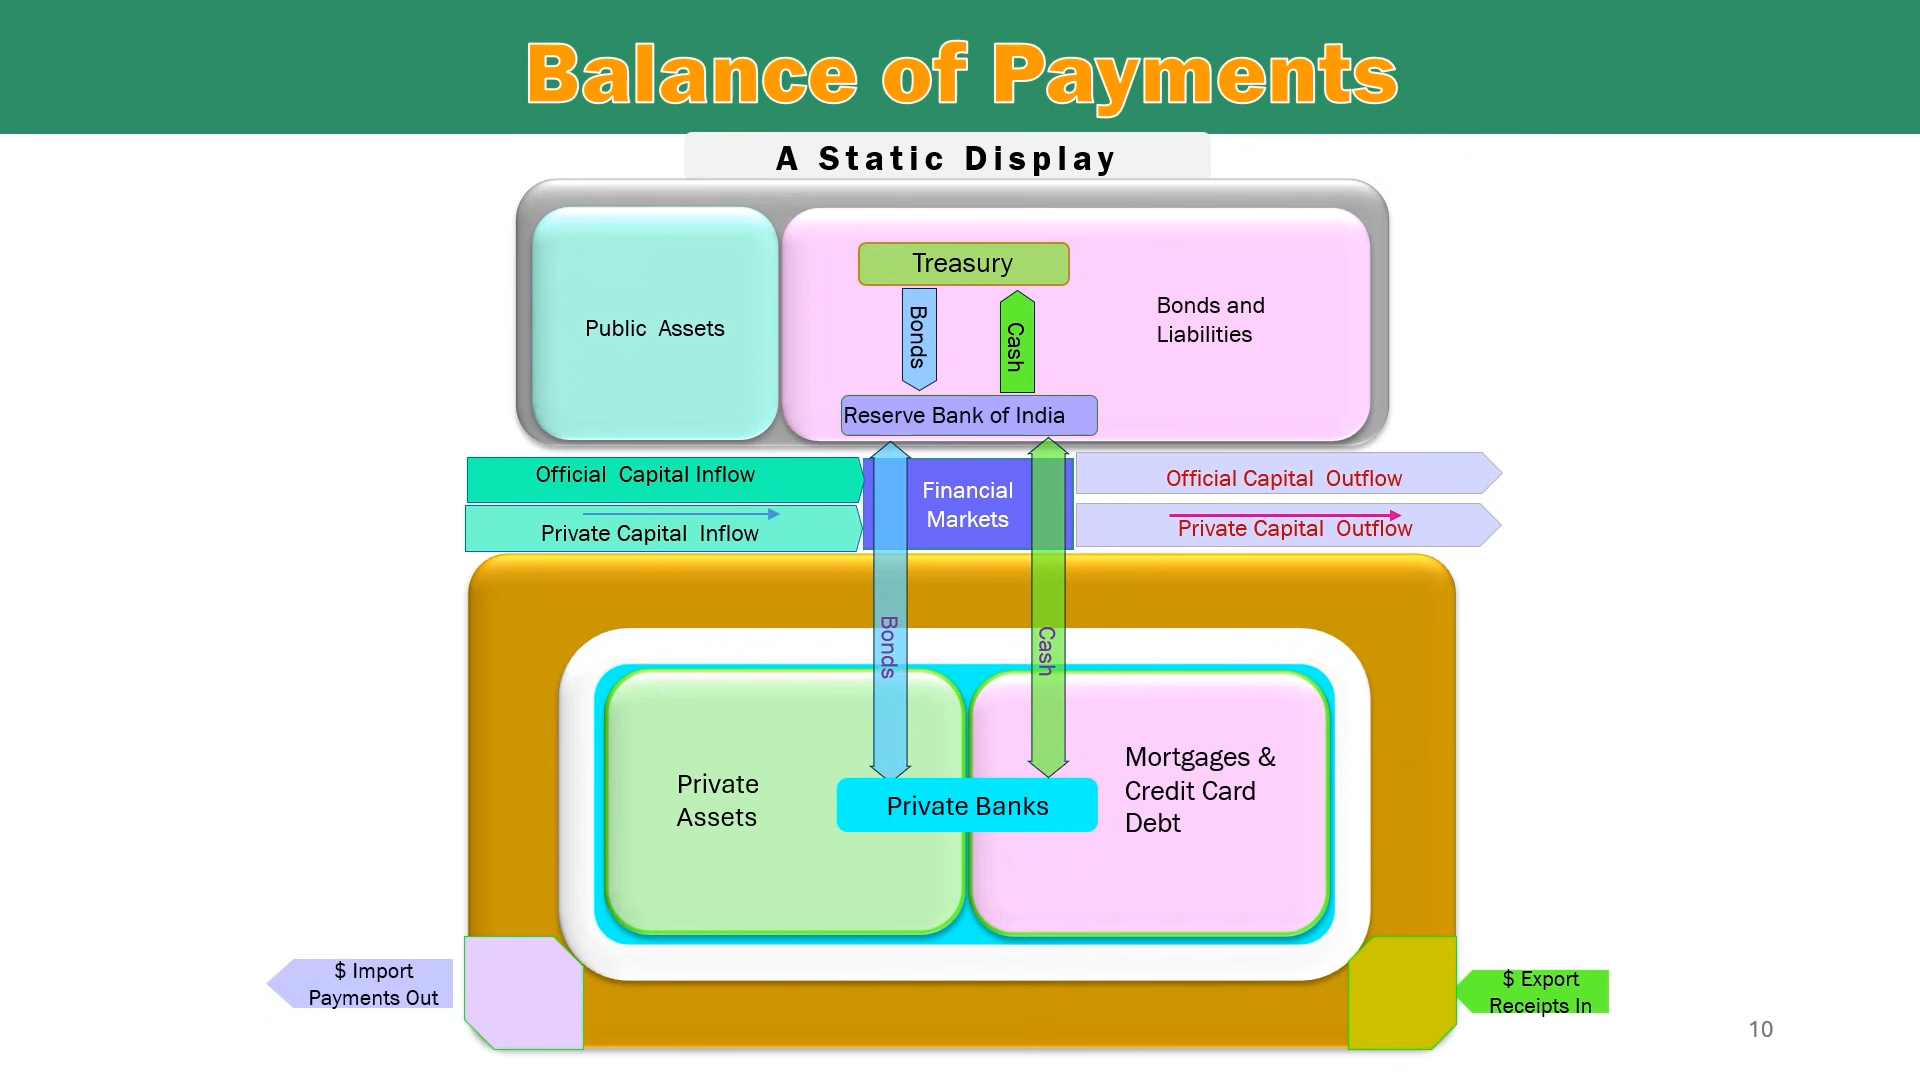 Balance of Payments
A Static Display
Treasury
Public Assets
Bonds
Cash
Bonds and
Liabilities
Reserve Bank of India
Official Capital Inflow
Financial
Markets
Official Capital Outflow
Private Capital Inflow
Private Capital Outflow
Bonds
Cash
Private
Assets
Private Banks
Mortgages &
Credit Card
Debt
$ Import
Payments Out
$ Export
Receipts In
10